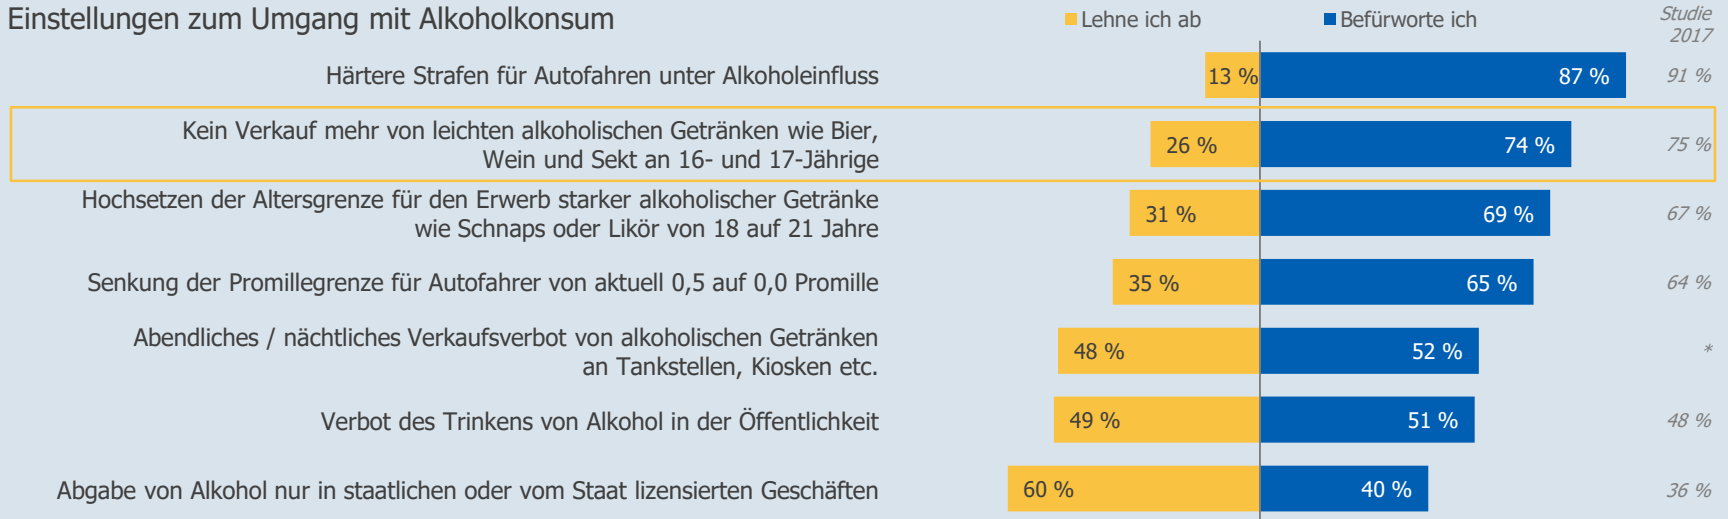 Einstellungen zum Umgang mit Alkoholkonsum
Lehne ich ab
Befürworte ich
Studie
2017
Härtere Strafen für Autofahren unter Alkoholeinfluss
13 %
87 %
91 %
Kein Verkauf mehr von leichten alkoholischen Getränken wie Bier,
Wein und Sekt an 16- und 17-Jährige
26 %
74 %
75 %
Hochsetzen der Altersgrenze für den Erwerb starker alkoholischer Getränke
wie Schnaps oder Likör von 18 auf 21 Jahre
31 %
69 %
67 %
Senkung der Promillegrenze für Autofahrer von aktuell 0,5 auf 0,0 Promille
35 %
65 %
64 %
Abendliches / nächtliches Verkaufsverbot von alkoholischen Getränken
an Tankstellen, Kiosken etc.
48 %
52 %
*
Verbot des Trinkens von Alkohol in der Öffentlichkeit
49 %
51 %
48 %
Abgabe von Alkohol nur in staatlichen oder vom Staat lizensierten Geschäften
60 %
40 %
36 %